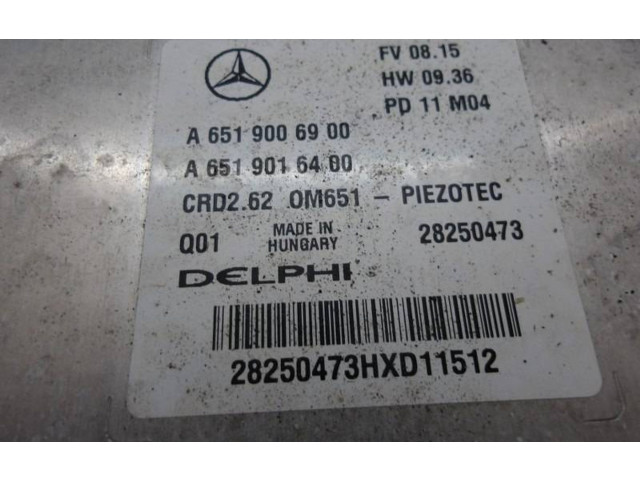 FV 08.15
HW 09.36
PD 11 M04
A 651 900 69 00
A 651 901 64 00
CRD2.62 OM651 - PIEZOTEC
Q01 MADE IN HUNGARY 28250473
DELPHI
28250473HXD11512